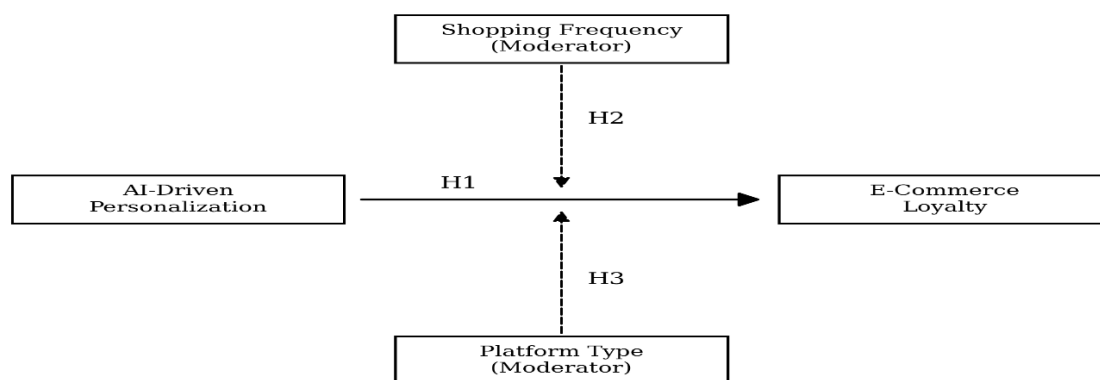 Shopping Frequency
(Moderator)
H2
H1
AI-Driven
Personalization
E-Commerce
Loyalty
H3
Platform Type
(Moderator)